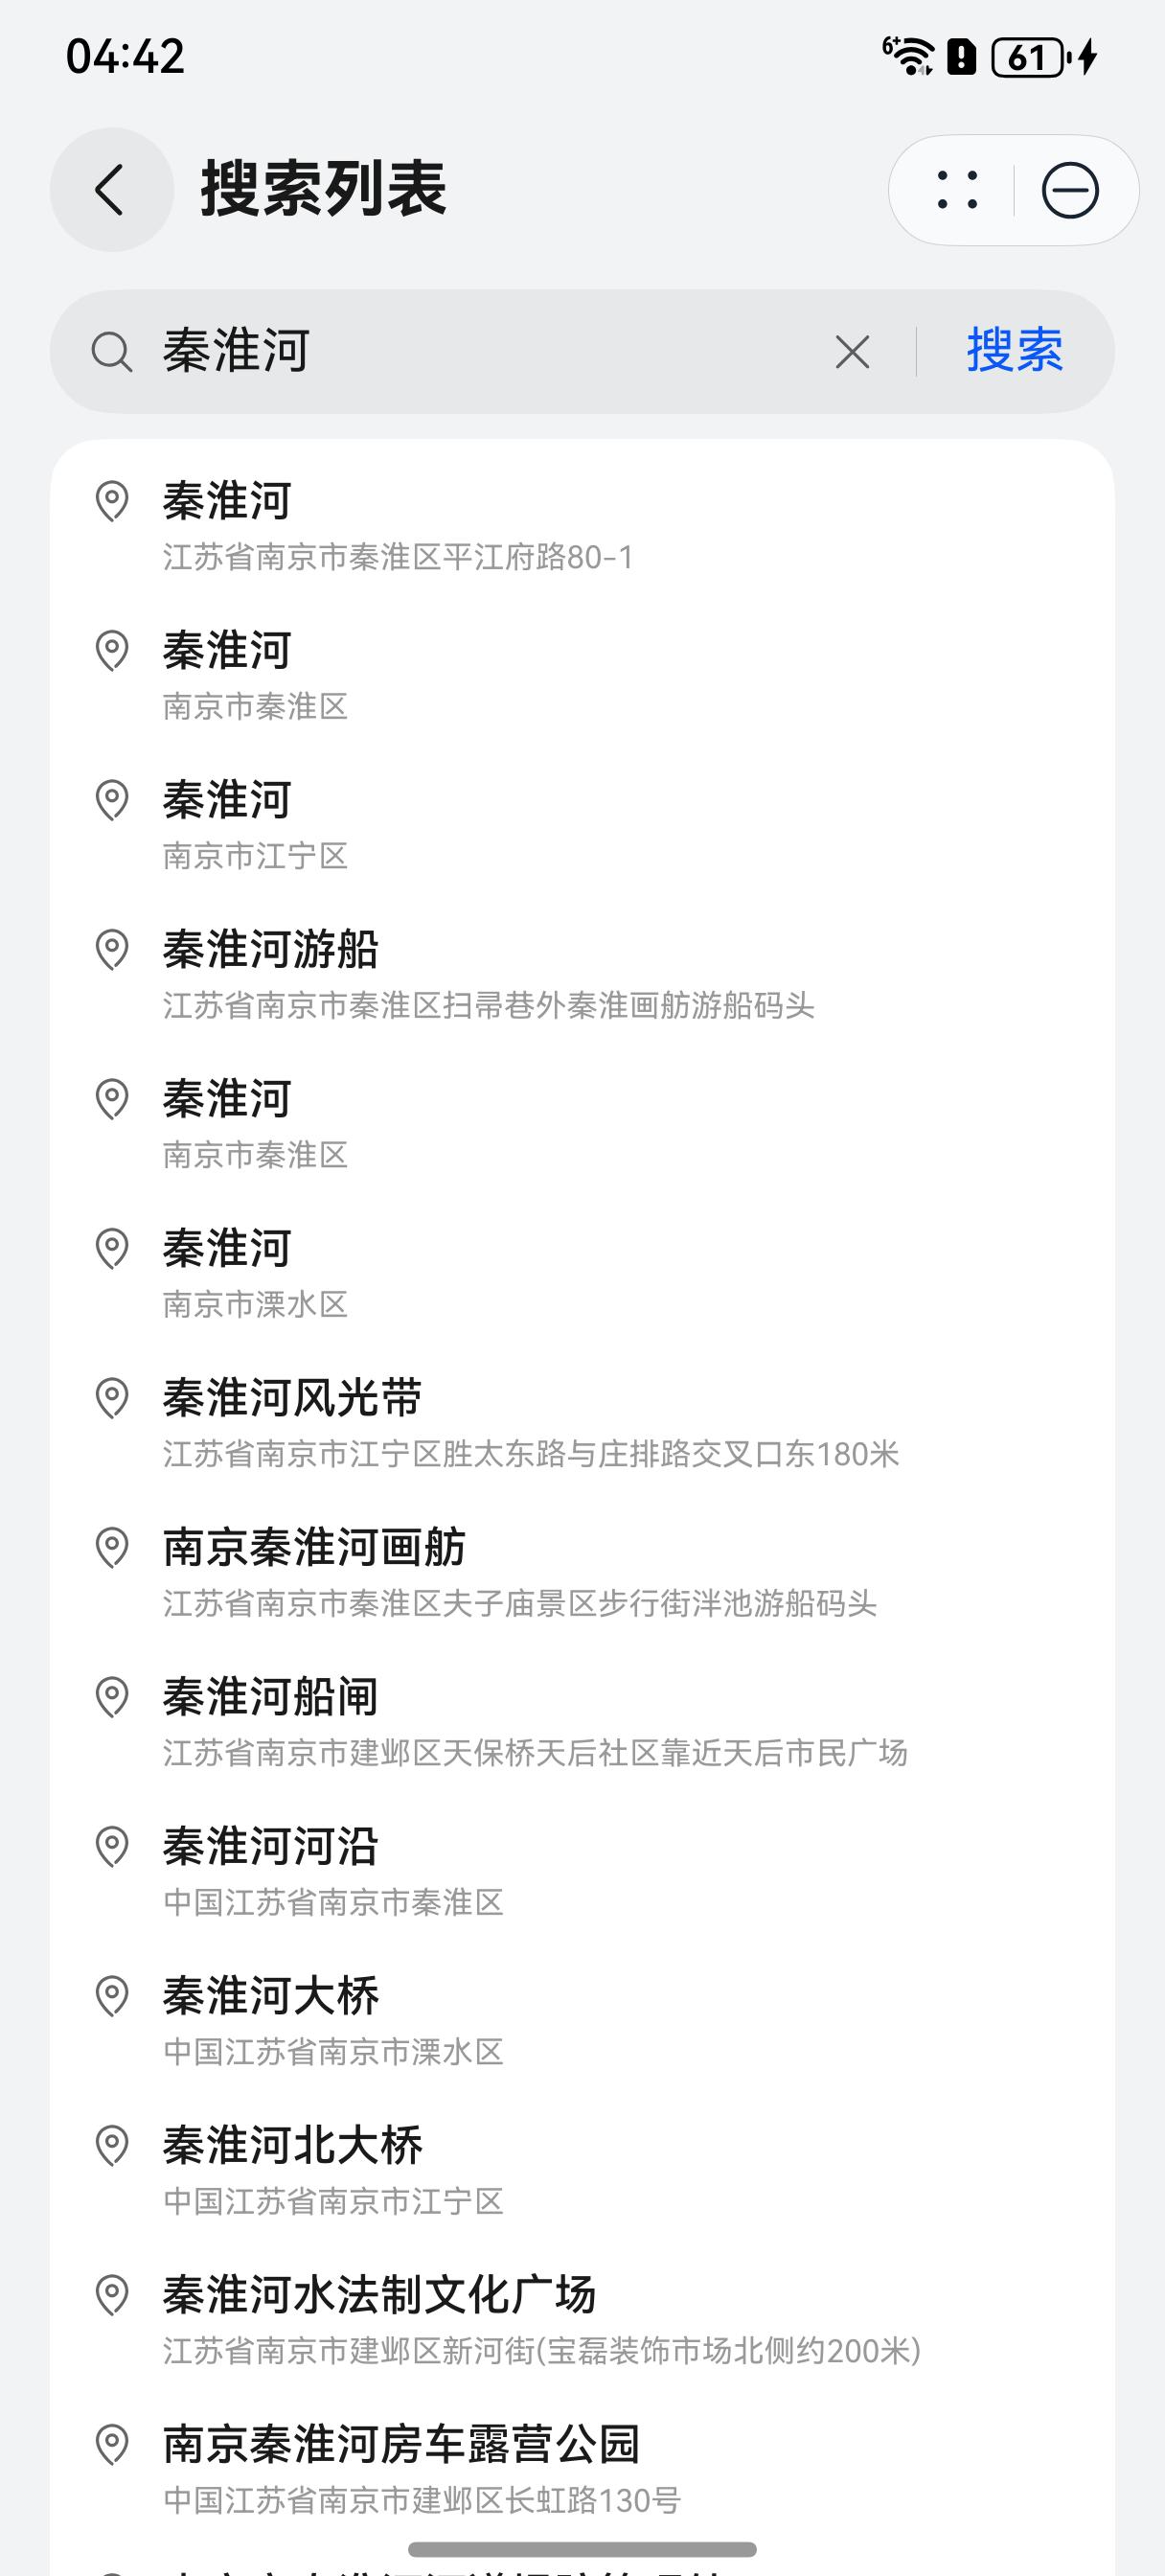 04:42
6+
61
搜索列表
秦淮河
搜索
秦淮河
江苏省南京市秦淮区平江府路80-1
秦淮河
南京市秦淮区
秦淮河
南京市江宁区
秦淮河游船
江苏省南京市秦淮区扫帚巷外秦淮画舫游船码头
秦淮河
南京市秦淮区
秦淮河
南京市溧水区
秦淮河风光带
江苏省南京市江宁区胜太东路与庄排路交叉口东180米
南京秦淮河画舫
江苏省南京市秦淮区夫子庙景区步行街泮池游船码头
秦淮河船闸
江苏省南京市建邺区天保桥天后社区靠近天后市民广场
秦淮河河沿
中国江苏省南京市秦淮区
秦淮河大桥
中国江苏省南京市溧水区
秦淮河北大桥
中国江苏省南京市江宁区
秦淮河水法制文化广场
江苏省南京市建邺区新河街(宝磊装饰市场北侧约200米)
南京秦淮河房车露营公园
中国江苏省南京市建邺区长虹路130号